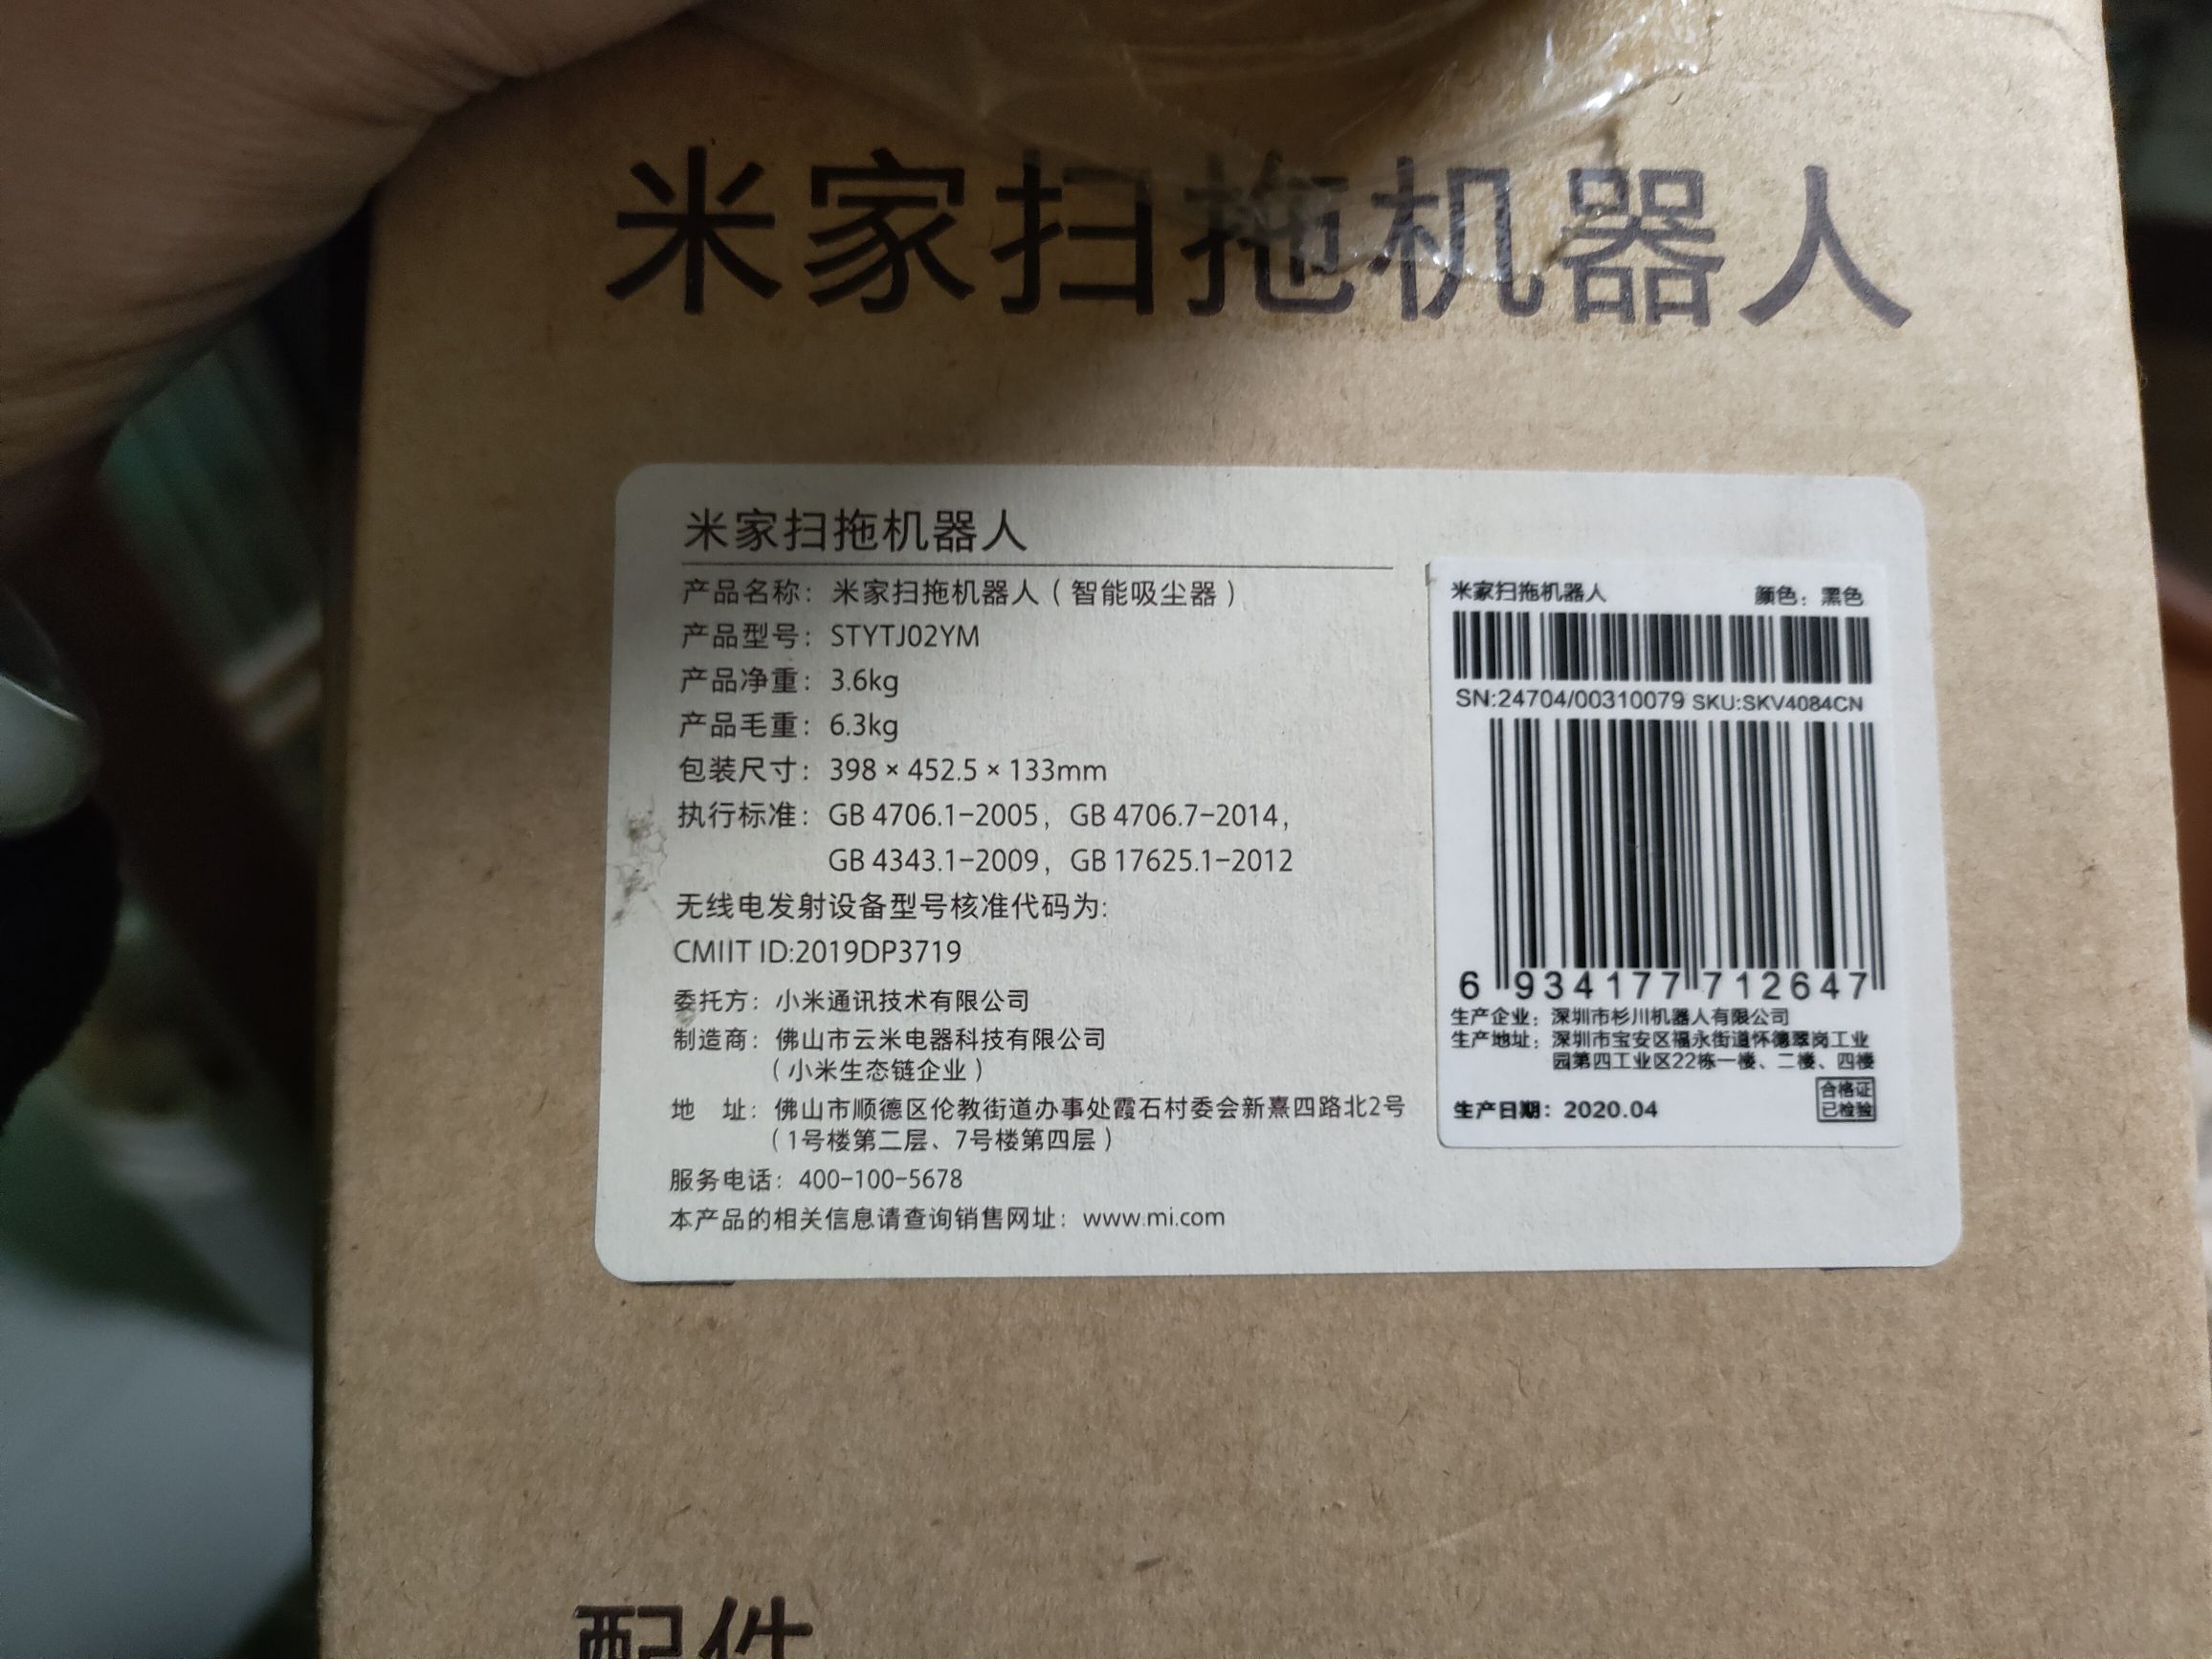 米家扫拖机器人
米家扫拖机器人
产品名称：米家扫拖机器人（智能吸尘器）
产品型号：STYTJ02YM
产品净重：3.6kg
产品毛重：6.3kg
包装尺寸：398 × 452.5 × 133mm
执行标准：GB 4706.1-2005，GB 4706.7-2014，
GB 4343.1-2009，GB 17625.1-2012
无线电发射设备型号核准代码为:
CMIIT ID:2019DP3719
委托方：小米通讯技术有限公司
制造商：佛山市云米电器科技有限公司
（小米生态链企业）
地　址：佛山市顺德区伦教街道办事处霞石村委会新熹四路北2号
（1号楼第二层、7号楼第四层）
服务电话：400-100-5678
本产品的相关信息请查询销售网址：www.mi.com
米家扫拖机器人 颜色：黑色
SN:24704/00310079 SKU:SKV4084CN
6 934177 712647
生产企业：深圳市杉川机器人有限公司
生产地址：深圳市宝安区福永街道怀德翠岗工业
园第四工业区22栋一楼、二楼、四楼
生产日期：2020.04
合格证
已检验
配件